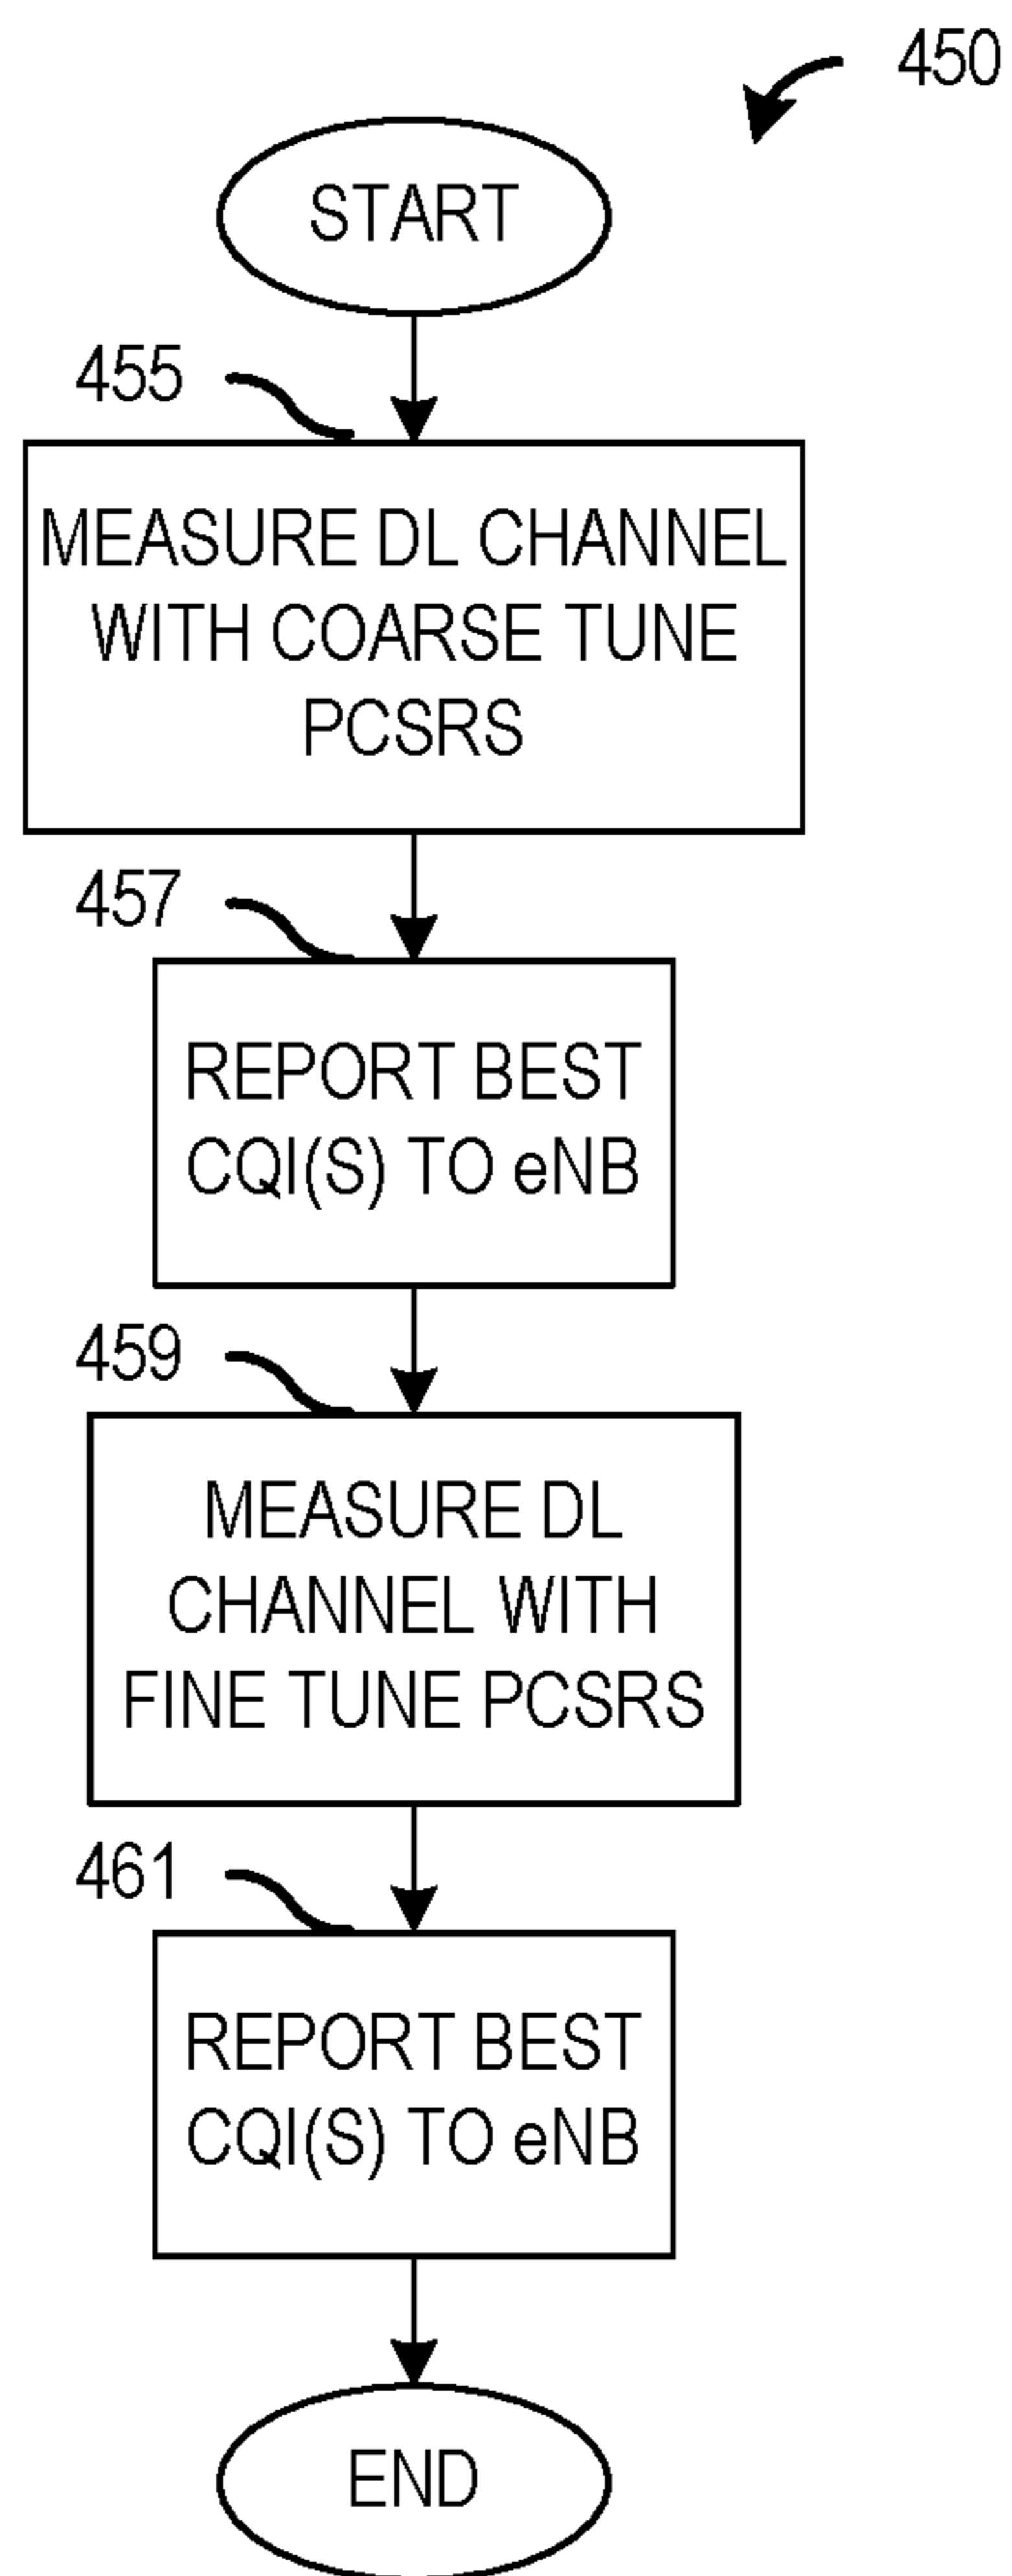 450
START
455
MEASURE DL CHANNEL
WITH COARSE TUNE
PCSRS
457
REPORT BEST
CQI(S) TO eNB
459
MEASURE DL
CHANNEL WITH
FINE TUNE PCSRS
461
REPORT BEST
CQI(S) TO eNB
END